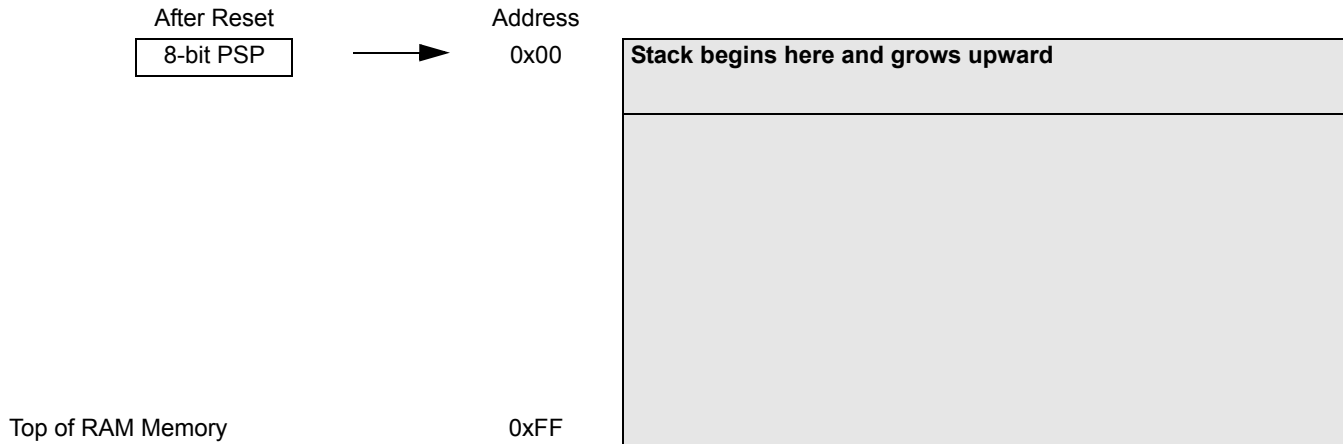 After Reset Address
8-bit PSP 0x00 Stack begins here and grows upward
Top of RAM Memory 0xFF